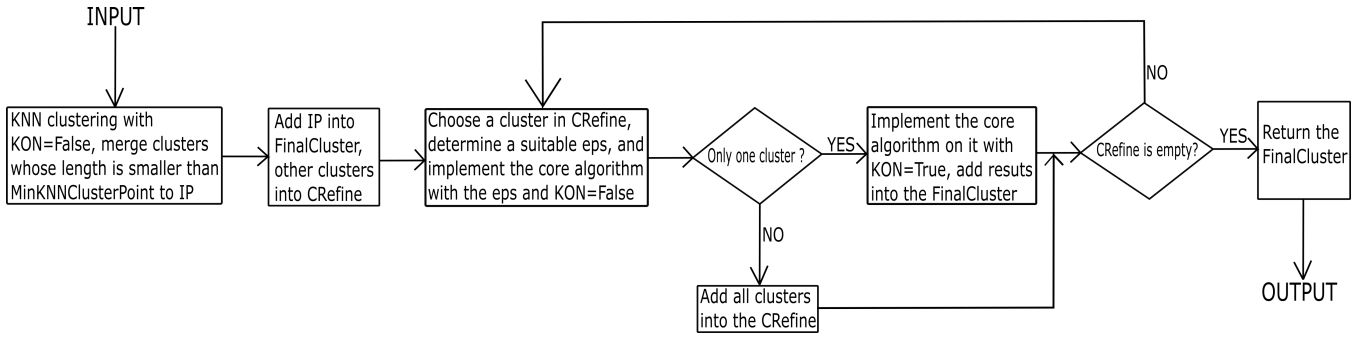 INPUT
KNN clustering with
KON=False, merge clusters
whose length is smaller than
MinKNNClusterPoint to IP
Add IP into
FinalCluster,
other clusters
into CRefine
Choose a cluster in CRefine,
determine a suitable eps, and
implement the core algorithm
with the eps and KON=False
Only one cluster ?
YES
NO
Add all clusters
into the CRefine
Implement the core
algorithm on it with
KON=True, add resuts
into the FinalCluster
CRefine is empty?
NO
YES
Return the
FinalCluster
OUTPUT